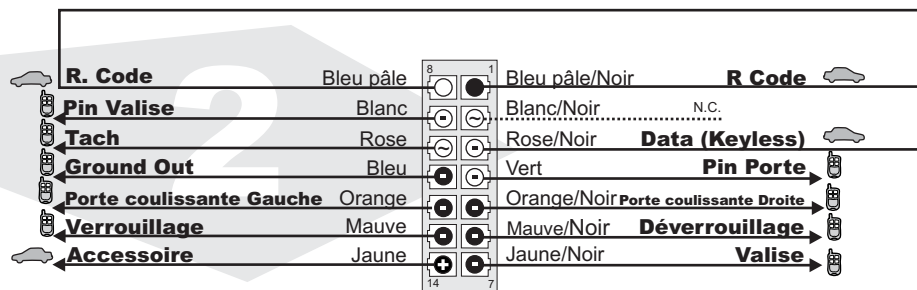 8 1
R. Code Bleu pâle Bleu pâle/Noir R Code
Pin Valise Blanc Blanc/Noir N.C.
Tach Rose Rose/Noir Data (Keyless)
Ground Out Bleu Vert Pin Porte
Porte coulissante Gauche Orange Orange/Noir Porte coulissante Droite
Verrouillage Mauve Mauve/Noir Déverrouillage
Accessoire Jaune Jaune/Noir Valise
14 7
2